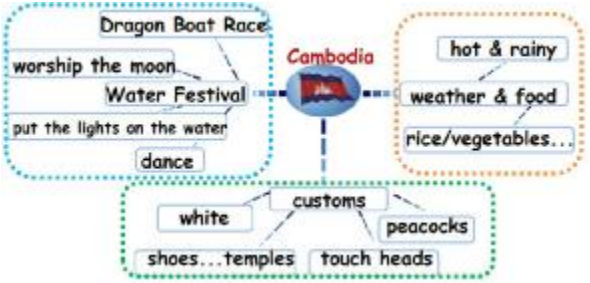 Dragon Boat Race
worship the moon
Water Festival
put the lights on the water
dance
Cambodia
hot & rainy
weather & food
rice/vegetables...
customs
white
peacocks
shoes...temples
touch heads